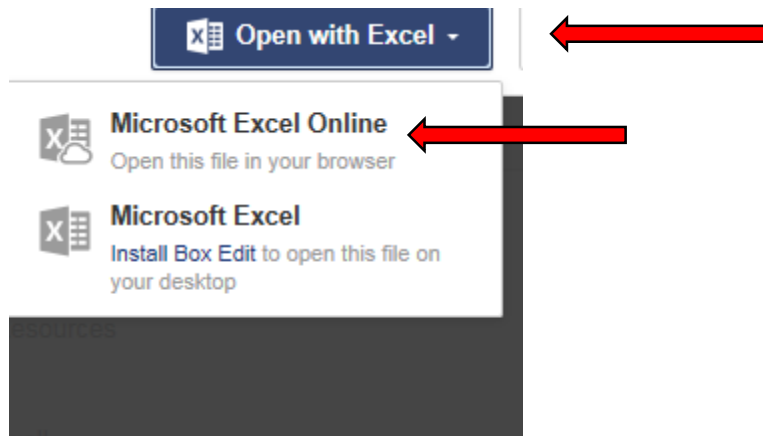 Open with Excel
Microsoft Excel Online
Open this file in your browser
Microsoft Excel
Install Box Edit to open this file on
your desktop
esources